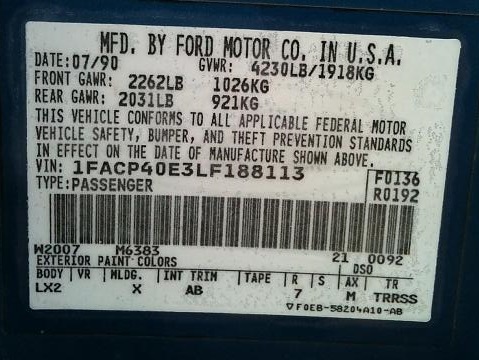 MFD. BY FORD MOTOR CO. IN U.S.A.
DATE: 07/90 GVWR: 4230LB/1918KG
FRONT GAWR: 2262LB 1026KG
REAR GAWR: 2031LB 921KG
THIS VEHICLE CONFORMS TO ALL APPLICABLE FEDERAL MOTOR
VEHICLE SAFETY, BUMPER, AND THEFT PREVENTION STANDARDS
IN EFFECT ON THE DATE OF MANUFACTURE SHOWN ABOVE.
VIN: 1FACP40E3LF188113 F0136
TYPE: PASSENGER R0192
W2007 M6383 21 0092
EXTERIOR PAINT COLORS DSO
BODY VR MLDG. INT TRIM TAPE R S AX TR
LX2 X AB 7 M TRRSS
▽F0EB-58204A10-AB